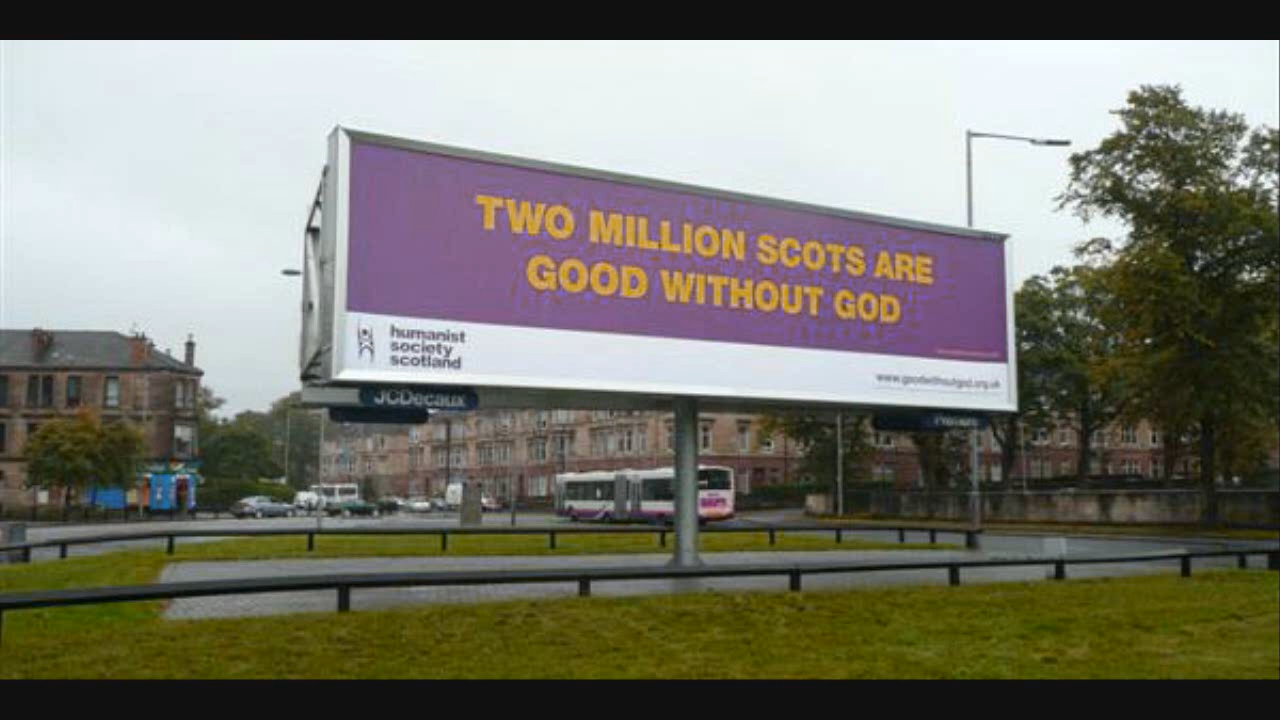 TWO MILLION SCOTS ARE
GOOD WITHOUT GOD
humanist
society
scotland
www.goodwithoutgod.org.uk
JCDecaux